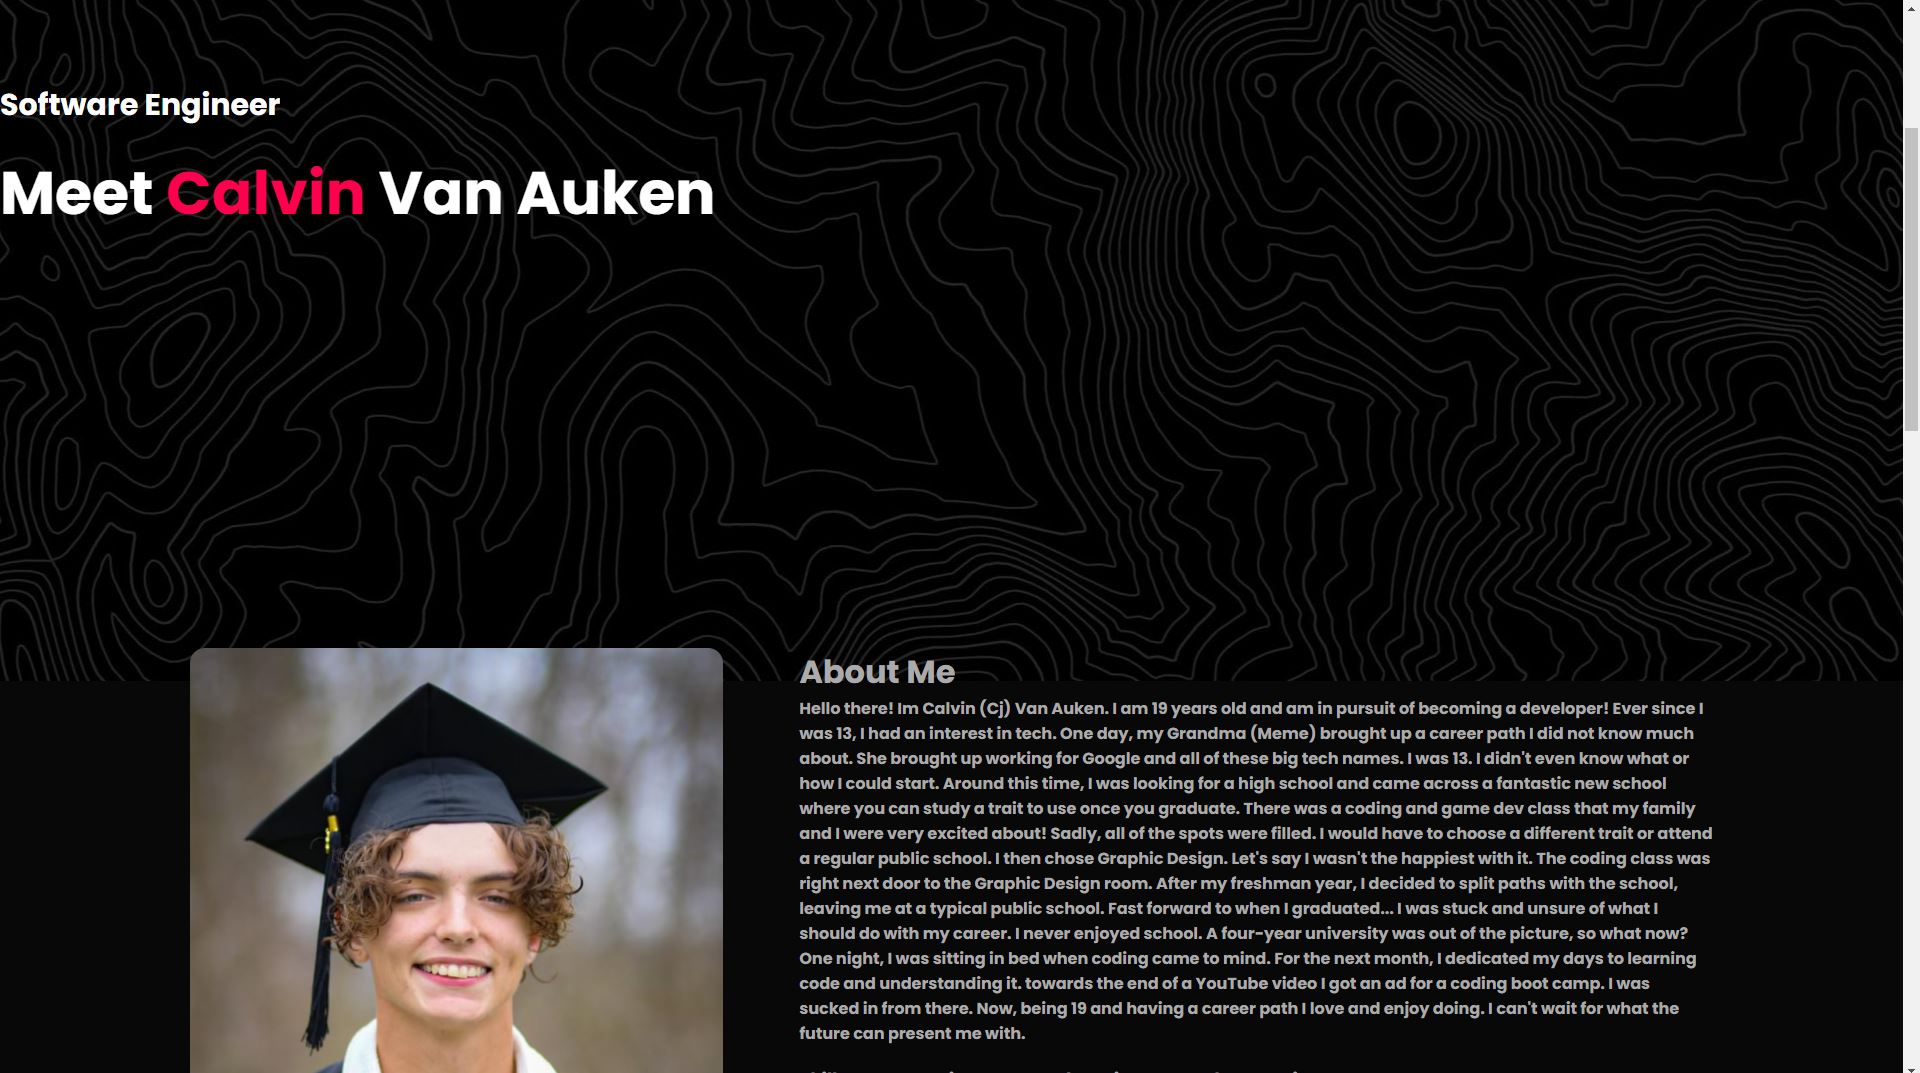 Software Engineer
Meet Calvin Van Auken
About Me
Hello there! Im Calvin (Cj) Van Auken. I am 19 years old and am in pursuit of becoming a developer! Ever since I
was 13, I had an interest in tech. One day, my Grandma (Meme) brought up a career path I did not know much
about. She brought up working for Google and all of these big tech names. I was 13. I didn't even know what or
how I could start. Around this time, I was looking for a high school and came across a fantastic new school
where you can study a trait to use once you graduate. There was a coding and game dev class that my family
and I were very excited about! Sadly, all of the spots were filled. I would have to choose a different trait or attend
a regular public school. I then chose Graphic Design. Let's say I wasn't the happiest with it. The coding class was
right next door to the Graphic Design room. After my freshman year, I decided to split paths with the school,
leaving me at a typical public school. Fast forward to when I graduated... I was stuck and unsure of what I
should do with my career. I never enjoyed school. A four-year university was out of the picture, so what now?
One night, I was sitting in bed when coding came to mind. For the next month, I dedicated my days to learning
code and understanding it. towards the end of a YouTube video I got an ad for a coding boot camp. I was
sucked in from there. Now, being 19 and having a career path I love and enjoy doing. I can't wait for what the
future can present me with.